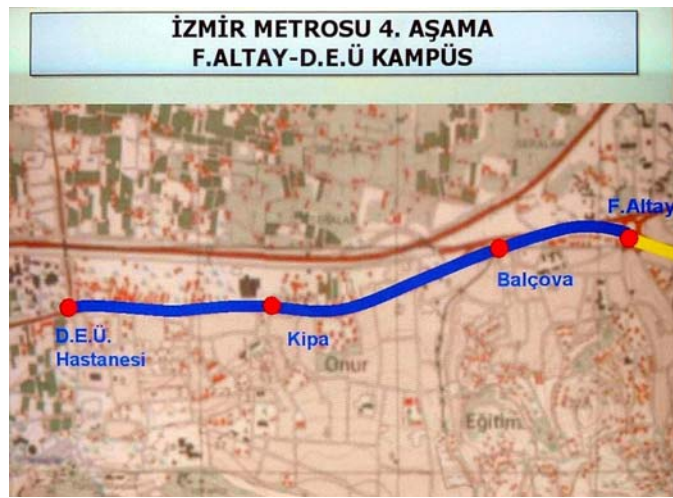 İZMİR METROSU 4. AŞAMA
F.ALTAY-D.E.Ü KAMPÜS
F.Altay
Balçova
Kipa
D.E.Ü.
Hastanesi
Onur
Eğitim